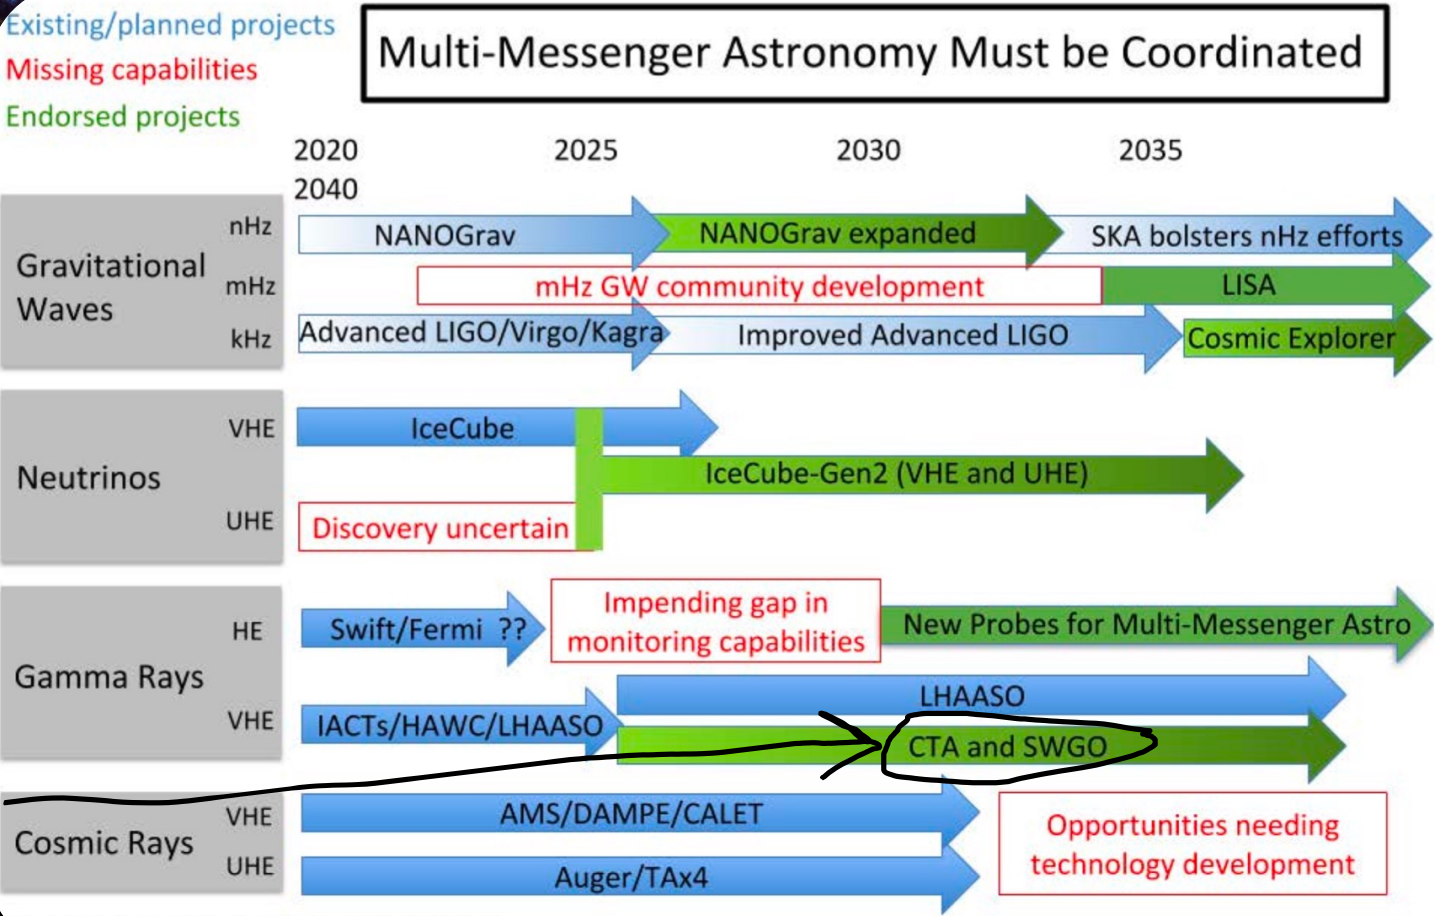 Existing/planned projects
Missing capabilities
Endorsed projects
Multi-Messenger Astronomy Must be Coordinated
2020 2025 2030 2035
2040
Gravitational
Waves
nHz
mHz
kHz
NANOGrav
NANOGrav expanded
SKA bolsters nHz efforts
mHz GW community development
LISA
Advanced LIGO/Virgo/Kagra
Improved Advanced LIGO
Cosmic Explorer
Neutrinos
VHE
UHE
IceCube
IceCube-Gen2 (VHE and UHE)
Discovery uncertain
Gamma Rays
HE
VHE
Swift/Fermi ??
Impending gap in
monitoring capabilities
New Probes for Multi-Messenger Astro
LHAASO
IACTs/HAWC/LHAASO
CTA and SWGO
Cosmic Rays
VHE
UHE
AMS/DAMPE/CALET
Auger/TAx4
Opportunities needing
technology development